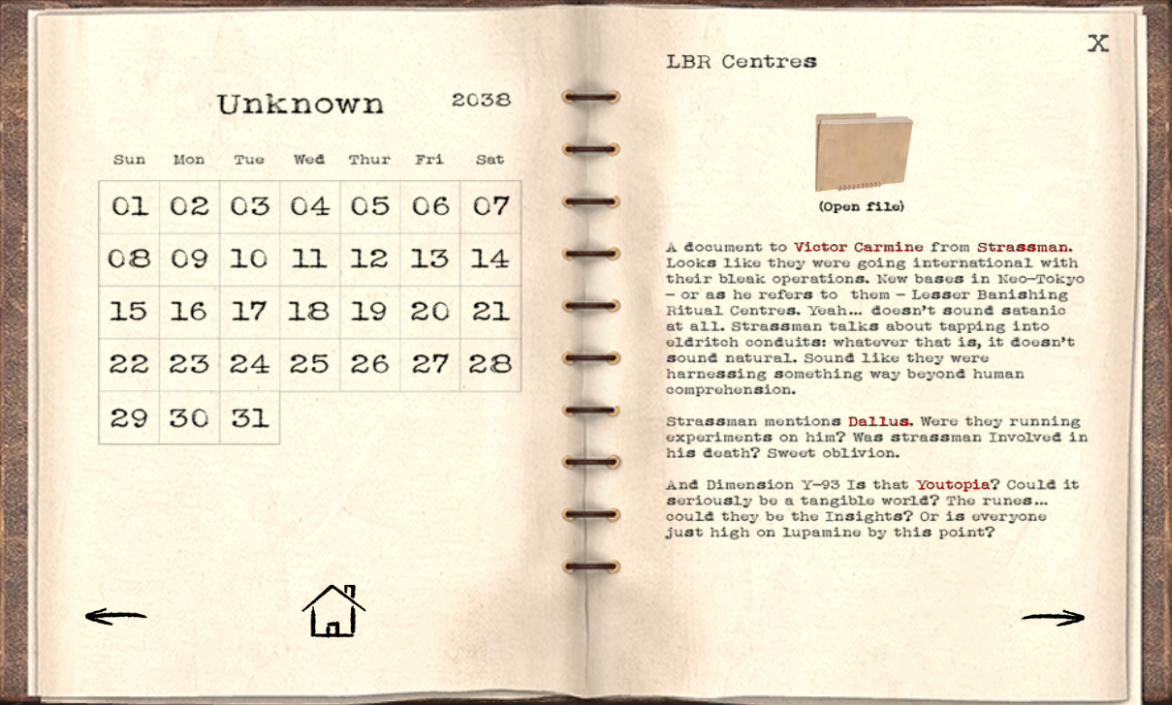 Unknown 2038
Sun Mon Tue Wed Thur Fri Sat
01 02 03 04 05 06 07
08 09 10 11 12 13 14
15 16 17 18 19 20 21
22 23 24 25 26 27 28
29 30 31
X
LBR Centres
(Open file)
A document to Victor Carmine from Strassman.
Looks like they were going international with
their bleak operations. New bases in Neo-Tokyo
- or as he refers to them - Lesser Banishing
Ritual Centres. Yeah... doesn't sound satanic
at all. Strassman talks about tapping into
eldritch conduits: whatever that is, it doesn't
sound natural. Sound like they were
harnessing something way beyond human
comprehension.
Strassman mentions Dallus. Were they running
experiments on him? Was strassman Involved in
his death? Sweet oblivion.
And Dimension Y-93 Is that Youtopia? Could it
seriously be a tangible world? The runes...
could they be the Insights? Or is everyone
just high on lupamine by this point?